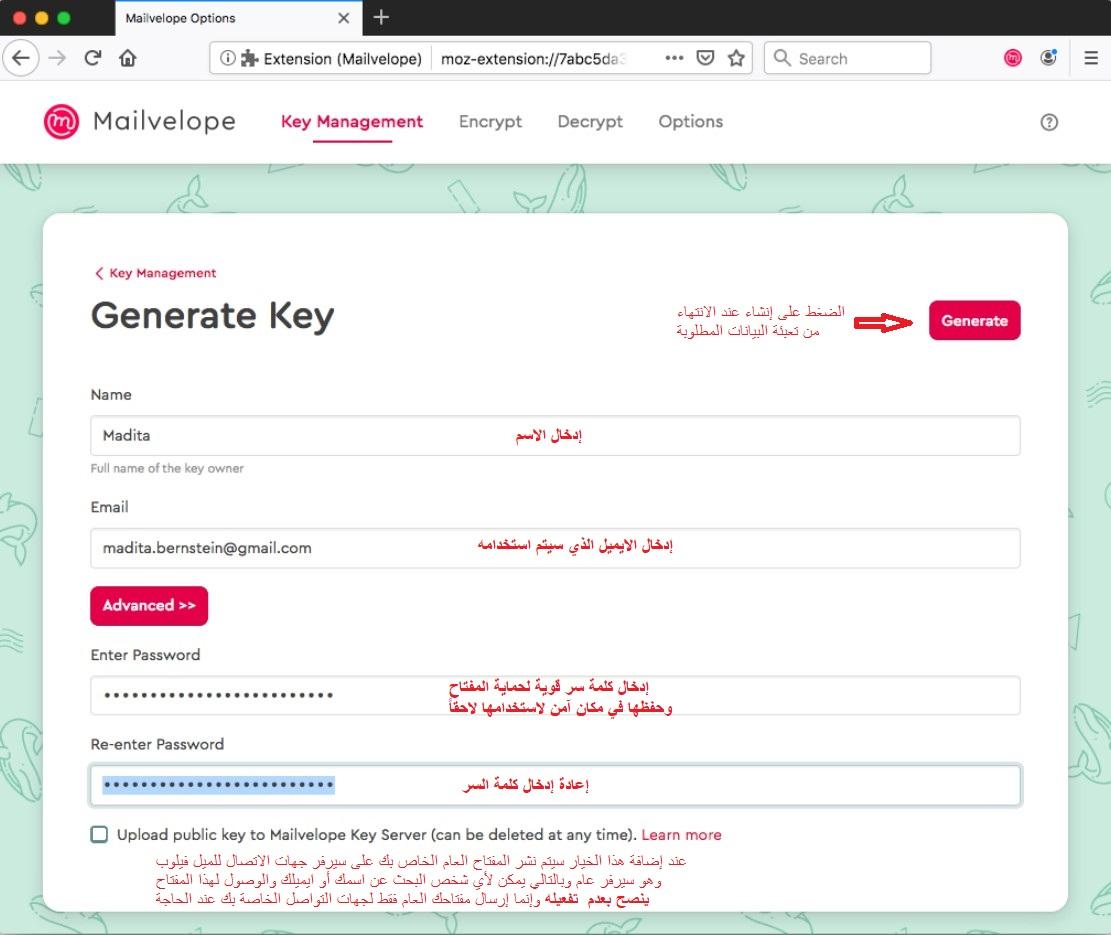 Mailvelope Options
Extension (Mailvelope) moz-extension://7abc5da3 Search
Mailvelope Key Management Encrypt Decrypt Options
Key Management
Generate Key
الضغط على إنشاء عند الانتهاء
من تعبئة البيانات المطلوبة
Generate
Name
Madita
إدخال الاسم
Full name of the key owner
Email
madita.bernstein@gmail.com
إدخال الايميل الذي سيتم استخدامه
Advanced >>
Enter Password
إدخال كلمة سر قوية لحماية المفتاح
وحفظها في مكان آمن لاستخدامها لاحقاً
Re-enter Password
إعادة إدخال كلمة السر
Upload public key to Mailvelope Key Server (can be deleted at any time). Learn more
عند إضافة هذا الخيار سيتم نشر المفتاح العام الخاص بك على سيرفر جهات الاتصال للميل فيلوب
وهو سيرفر عام وبالتالي يمكن لأي شخص البحث عن اسمك أو ايميلك والوصول لهذا المفتاح
ينصح بعدم تفعيله وإنما إرسال مفتاحك العام فقط لجهات التواصل الخاصة بك عند الحاجة